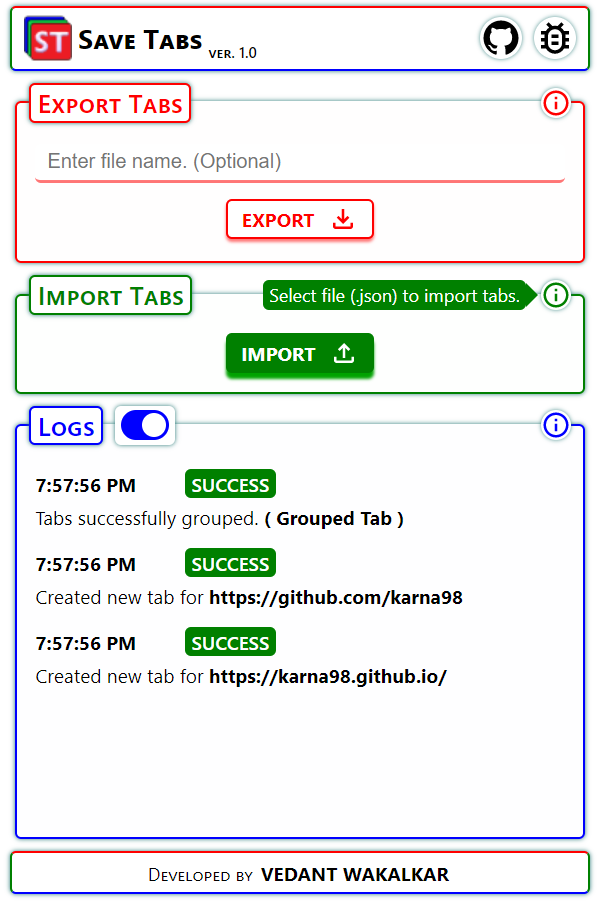 ST Save Tabs ver. 1.0
Export Tabs
Enter file name. (Optional)
EXPORT
Import Tabs Select file (.json) to import tabs.
IMPORT
Logs
7:57:56 PM SUCCESS
Tabs successfully grouped. ( Grouped Tab )
7:57:56 PM SUCCESS
Created new tab for https://github.com/karna98
7:57:56 PM SUCCESS
Created new tab for https://karna98.github.io/
Developed by VEDANT WAKALKAR